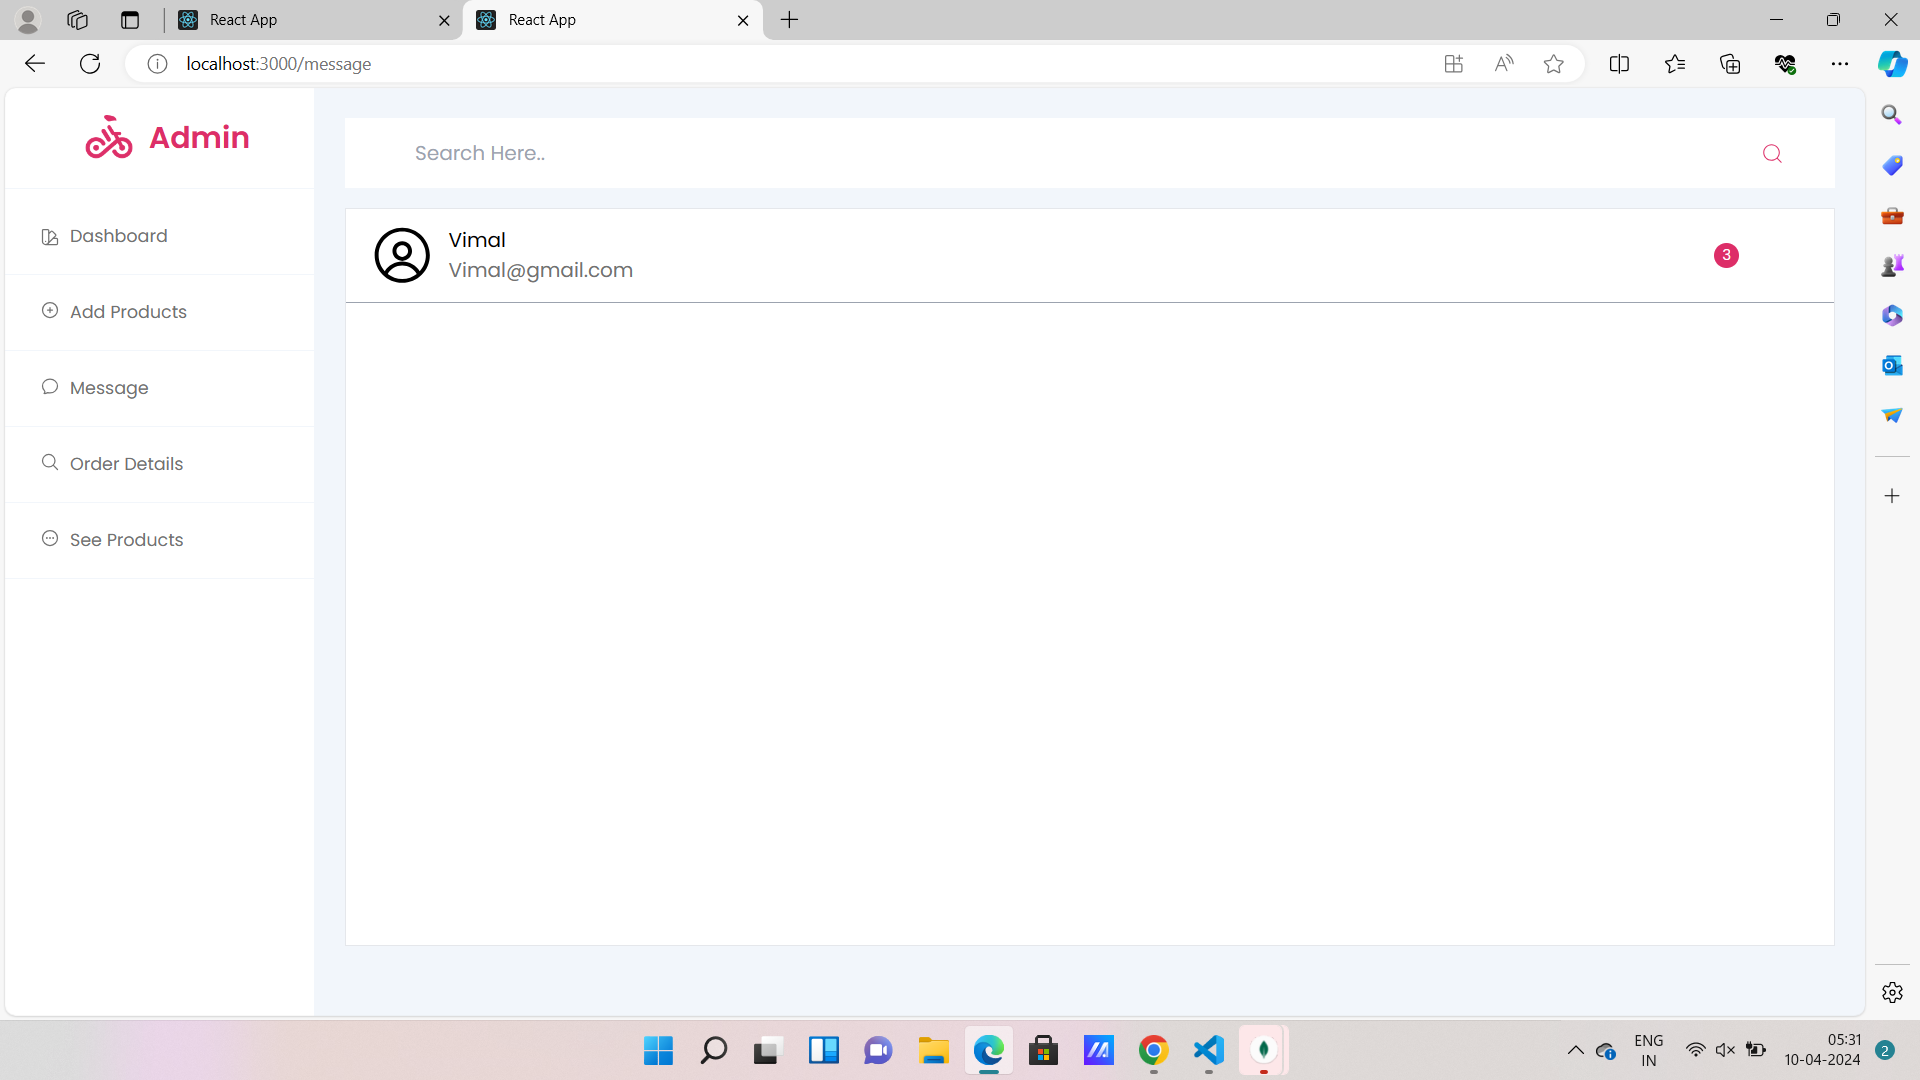 React App
React App
localhost:3000/message
Admin
Search Here..
Dashboard
Add Products
Message
Order Details
See Products
Vimal
Vimal@gmail.com
3
ENG
IN
05:31
10-04-2024
2